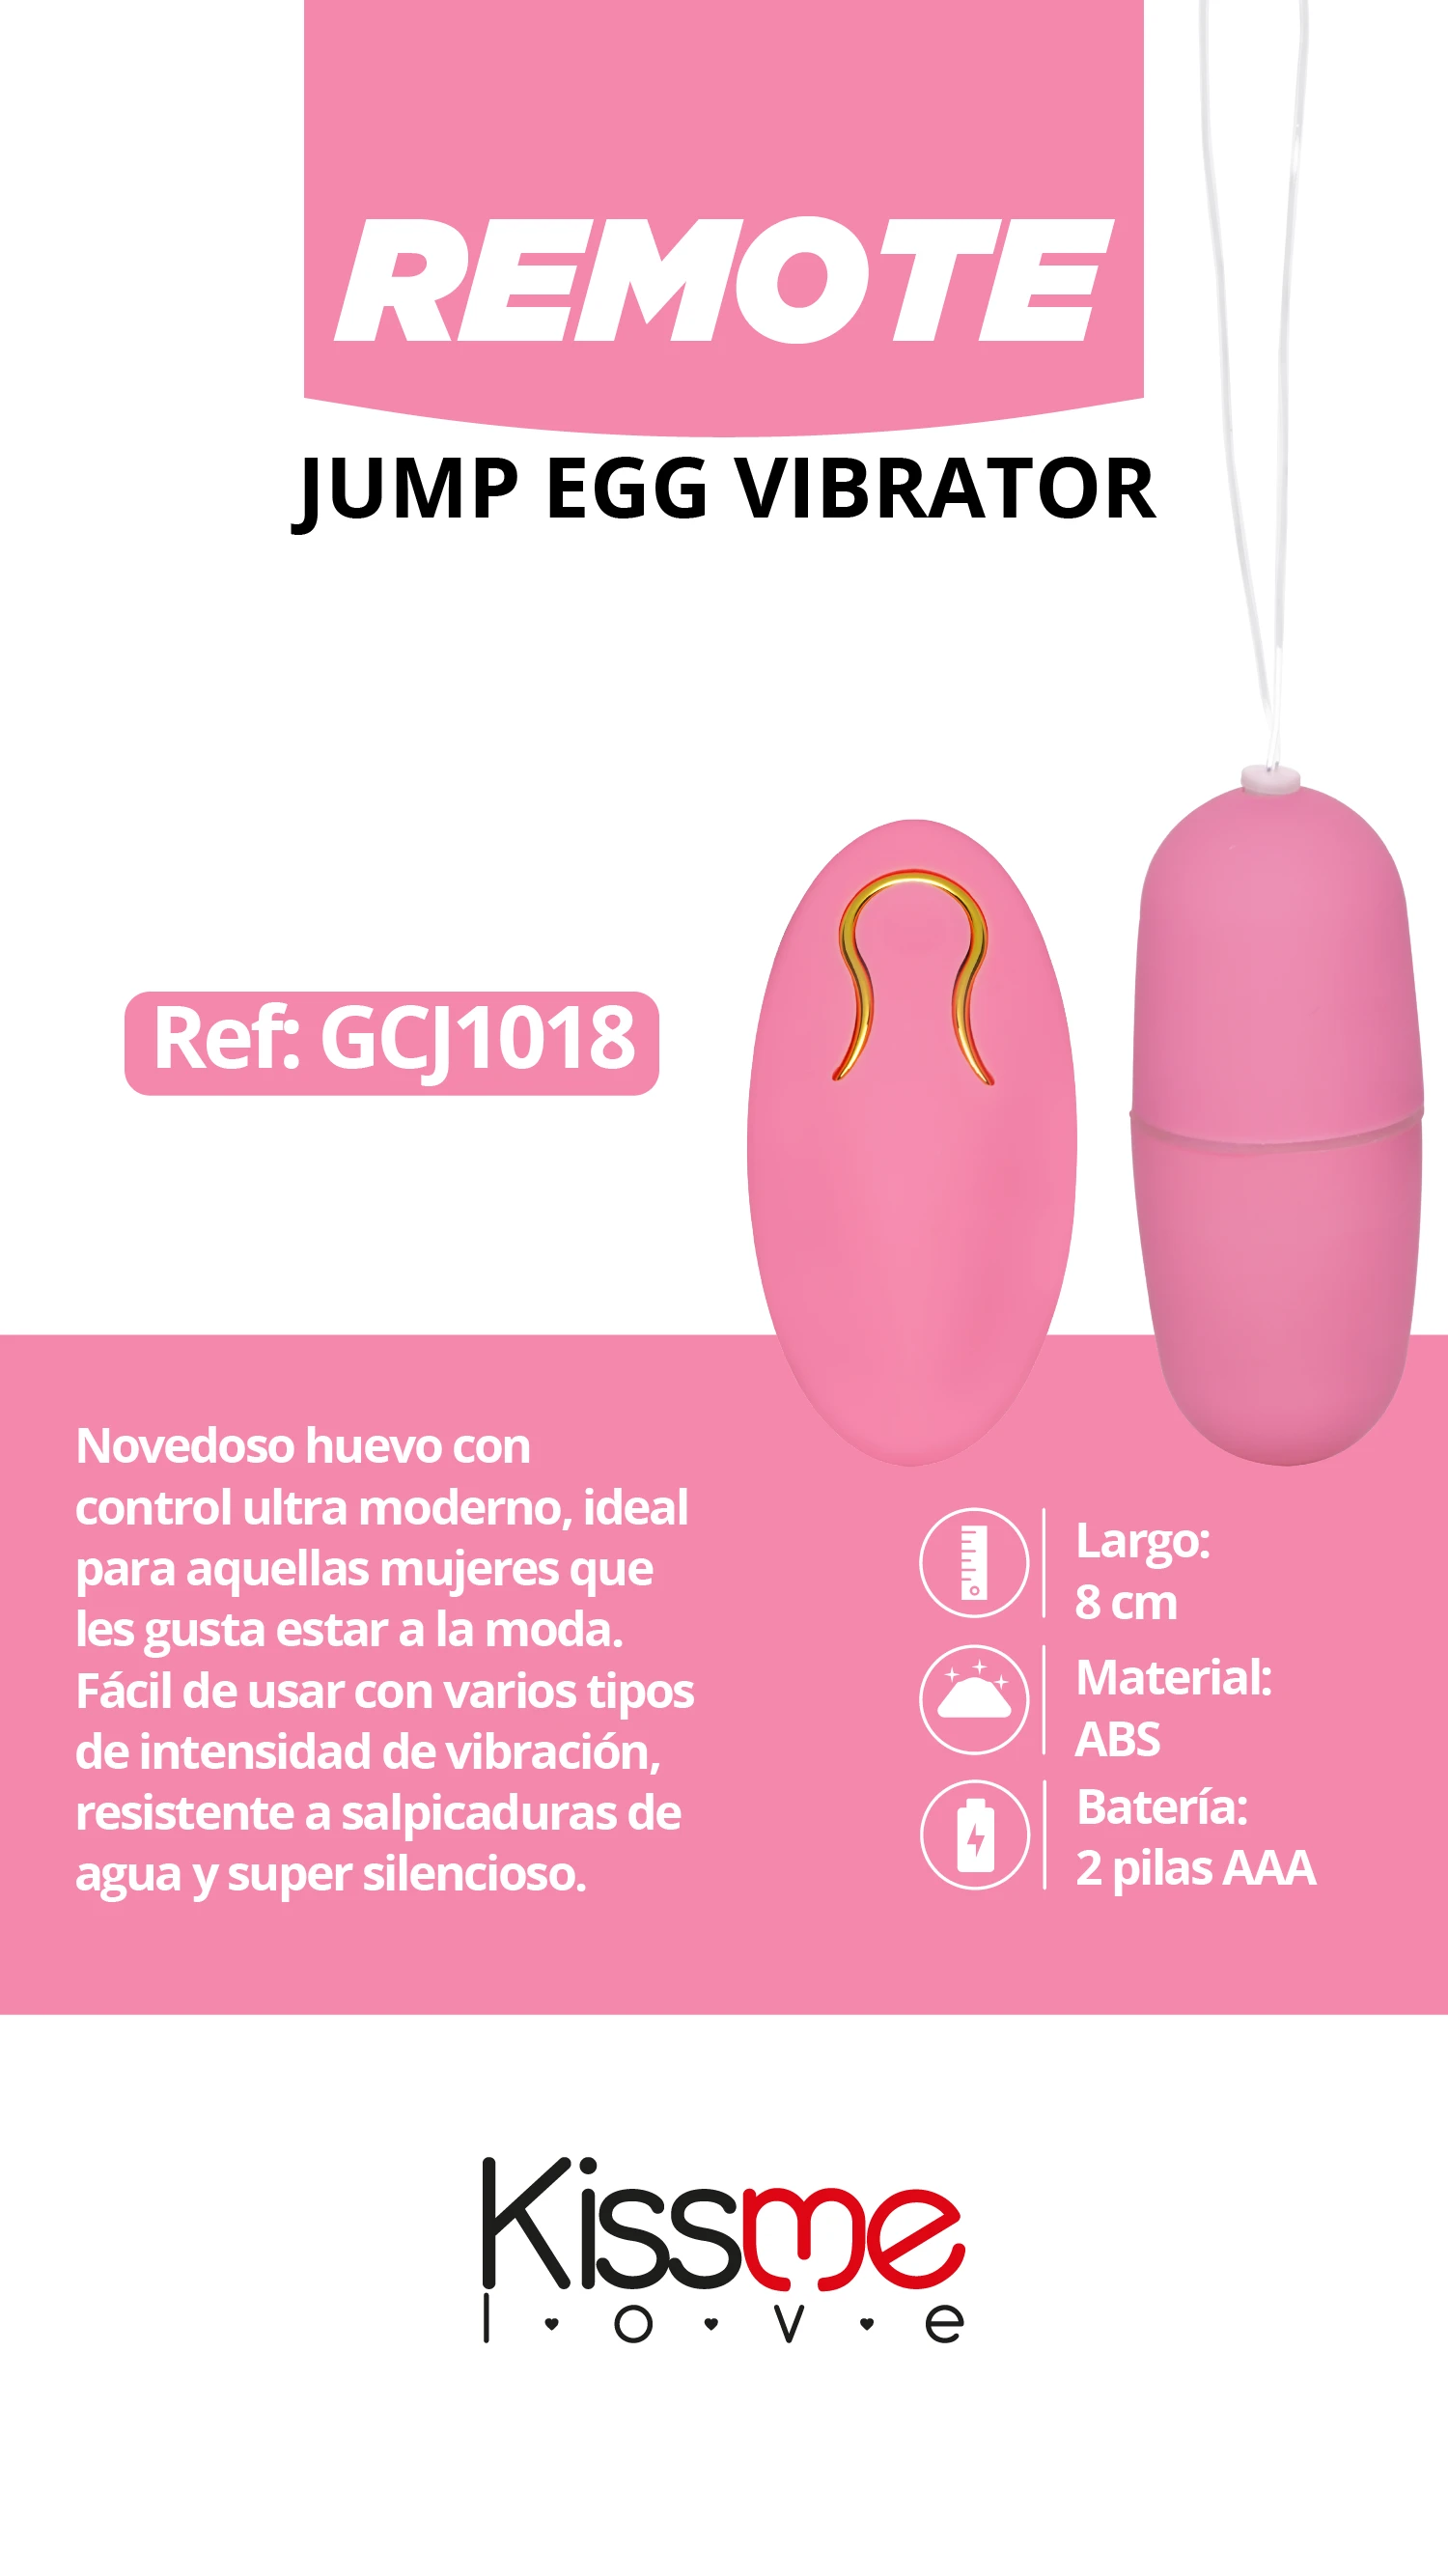 REMOTE
JUMP EGG VIBRATOR
Ref: GCJ1018
Novedoso huevo con
control ultra moderno, ideal
para aquellas mujeres que
les gusta estar a la moda.
Fácil de usar con varios tipos
de intensidad de vibración,
resistente a salpicaduras de
agua y super silencioso.
Largo:
8 cm
Material:
ABS
Batería:
2 pilas AAA
Kissme
love